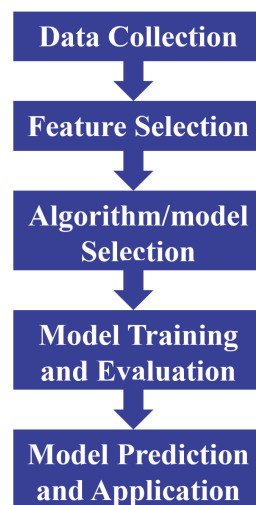 Data Collection
Feature Selection
Algorithm/model
Selection
Model Training
and Evaluation
Model Prediction
and Application